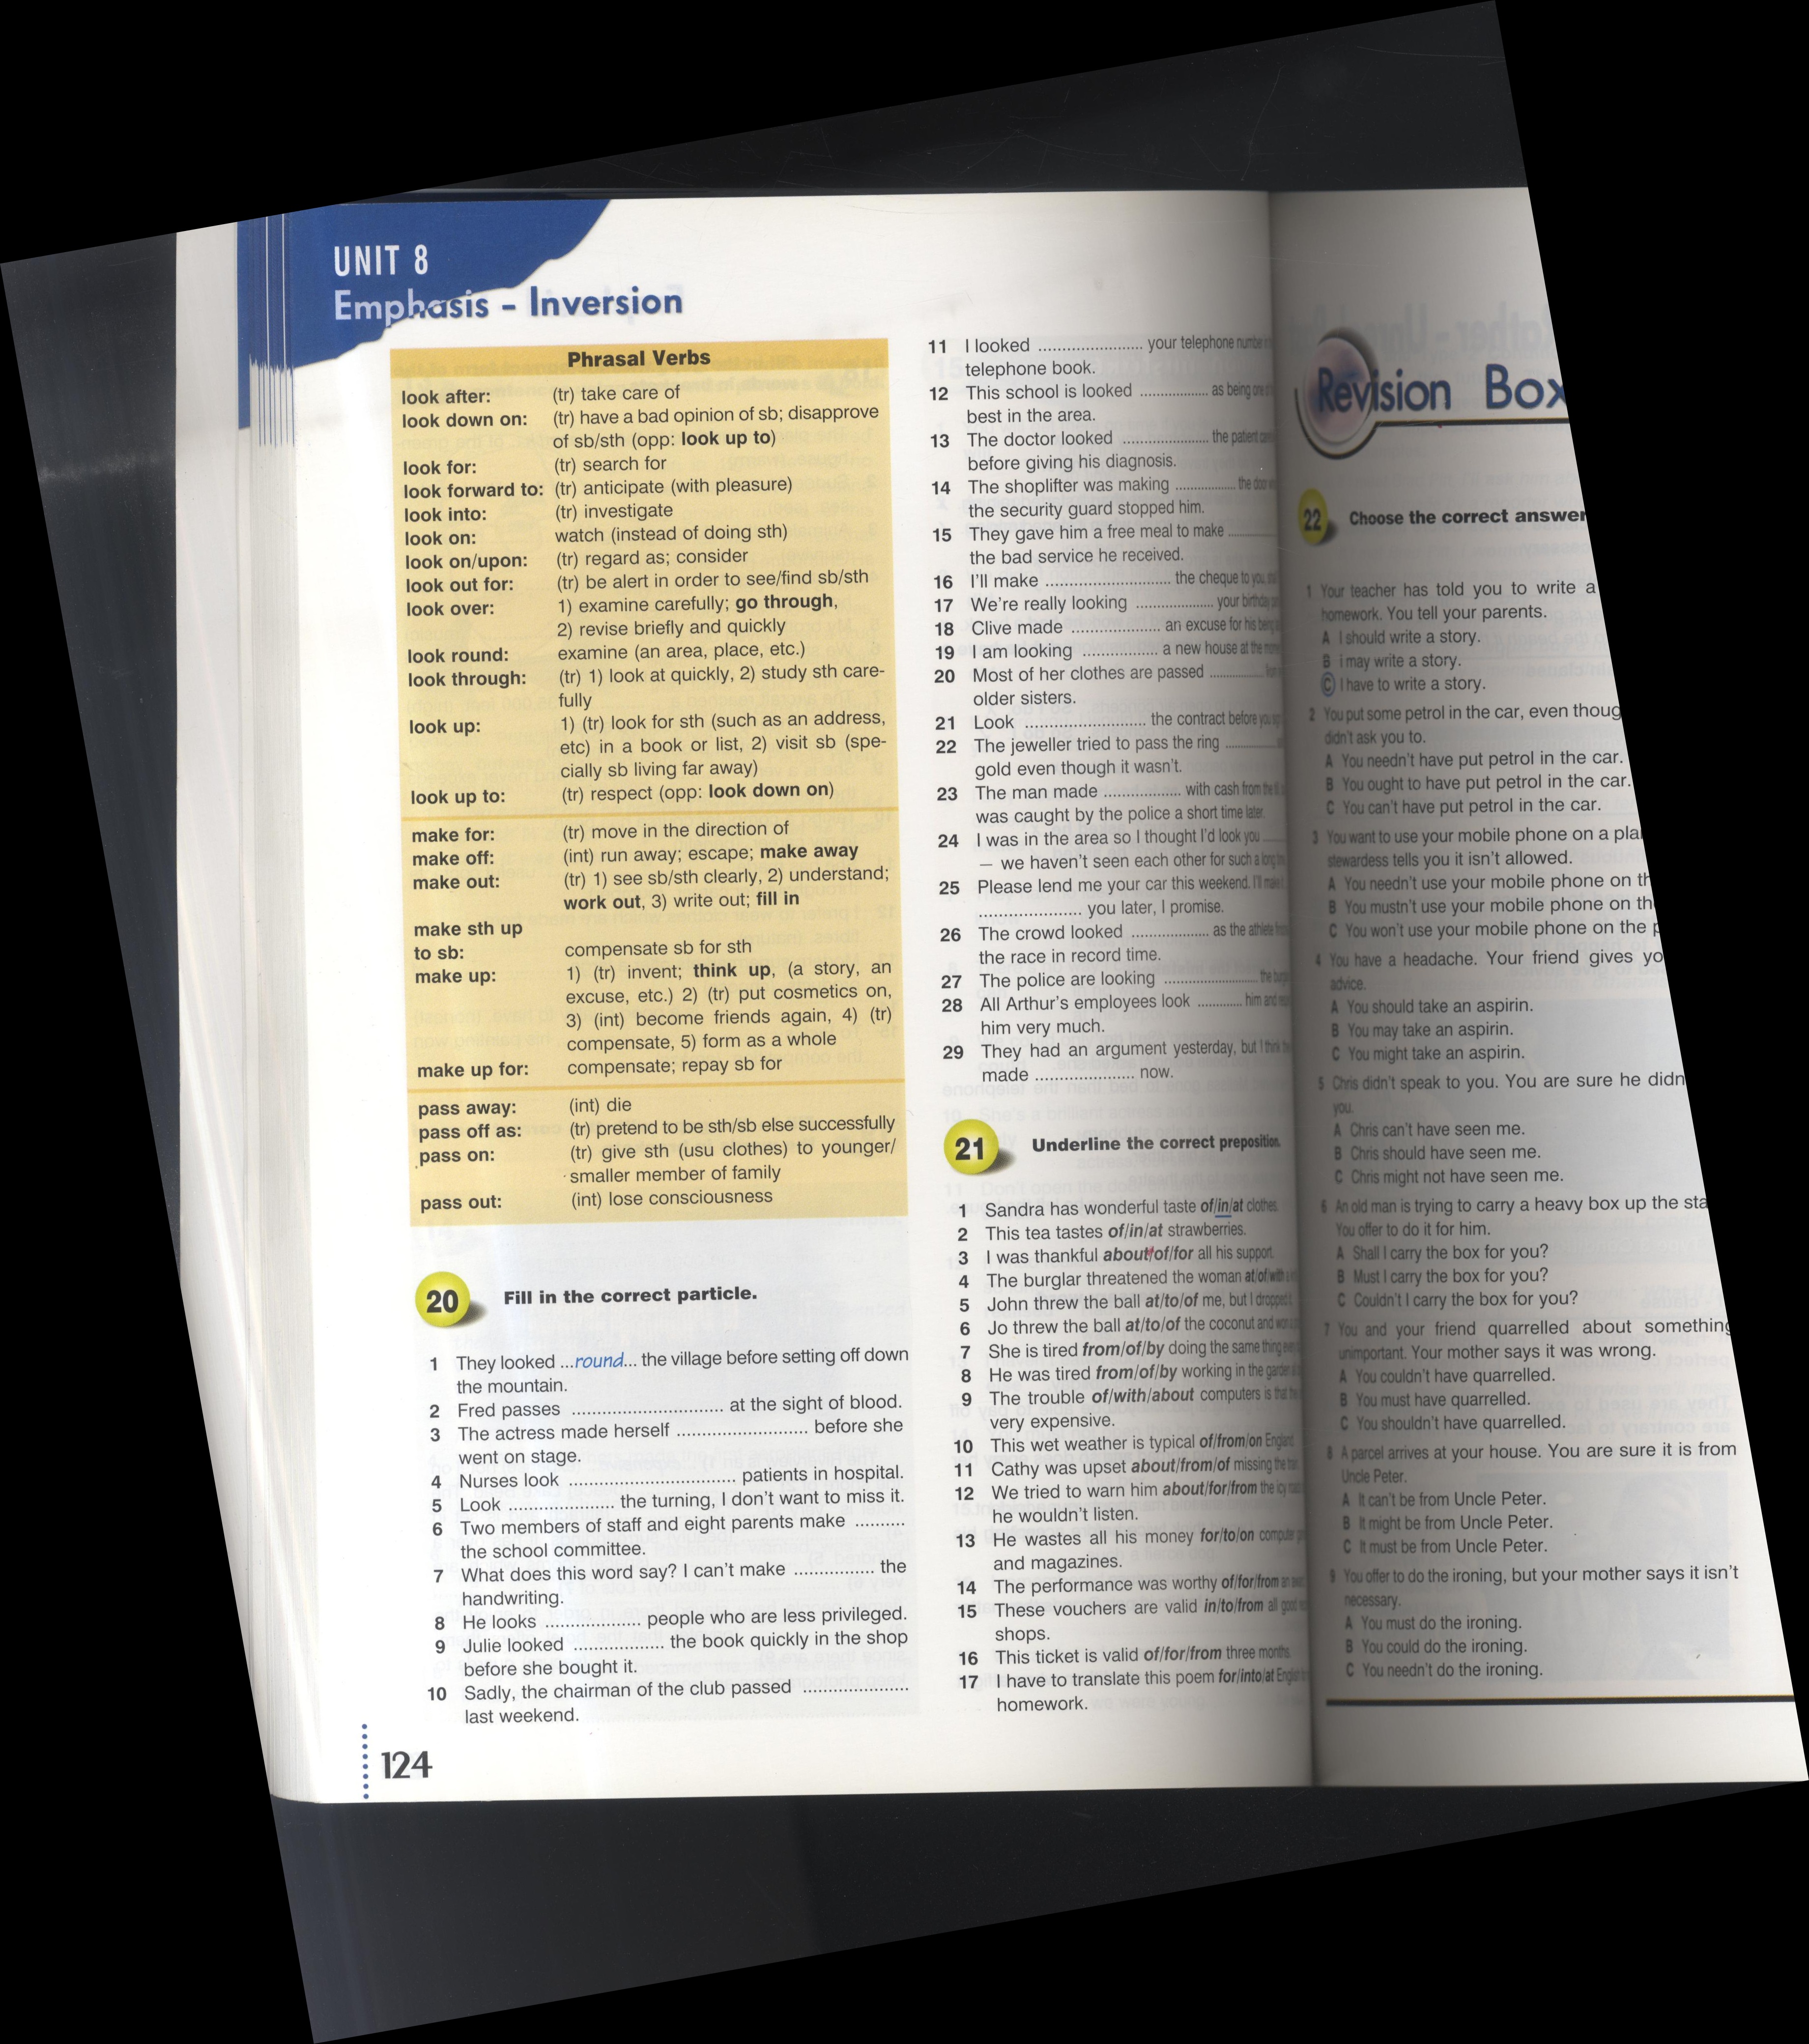 UNIT 8
Emphasis – Inversion
Phrasal Verbs
look after: (tr) take care of
look down on: (tr) have a bad opinion of sb; disapprove
of sb/sth (opp: look up to)
look for: (tr) search for
look forward to: (tr) anticipate (with pleasure)
look into: (tr) investigate
look on: watch (instead of doing sth)
look on/upon: (tr) regard as; consider
look out for: (tr) be alert in order to see/find sb/sth
look over: 1) examine carefully; go through,
2) revise briefly and quickly
look round: examine (an area, place, etc.)
look through: (tr) 1) look at quickly, 2) study sth care-
fully
look up: 1) (tr) look for sth (such as an address,
etc) in a book or list, 2) visit sb (spe-
cially sb living far away)
look up to: (tr) respect (opp: look down on)
make for: (tr) move in the direction of
make off: (int) run away; escape; make away
make out: (tr) 1) see sb/sth clearly, 2) understand;
work out, 3) write out; fill in
make sth up
to sb: compensate sb for sth
make up: 1) (tr) invent; think up, (a story, an
excuse, etc.) 2) (tr) put cosmetics on,
3) (int) become friends again, 4) (tr)
compensate, 5) form as a whole
make up for: compensate; repay sb for
pass away: (int) die
pass off as: (tr) pretend to be sth/sb else successfully
pass on: (tr) give sth (usu clothes) to younger/
smaller member of family
pass out: (int) lose consciousness
20 Fill in the correct particle.
1 They looked ...round... the village before setting off down
the mountain.
2 Fred passes ............................ at the sight of blood.
3 The actress made herself ........................ before she
went on stage.
4 Nurses look ............................... patients in hospital.
5 Look .................... the turning, I don't want to miss it.
6 Two members of staff and eight parents make ..........
the school committee.
7 What does this word say? I can't make ............... the
handwriting.
8 He looks .................. people who are less privileged.
9 Julie looked ................. the book quickly in the shop
before she bought it.
10 Sadly, the chairman of the club passed ....................
last weekend.
124
11 I looked ...................... your telephone number
telephone book.
12 This school is looked ................. as being one
best in the area.
13 The doctor looked ...................... the patient
before giving his diagnosis.
14 The shoplifter was making ................ the door
the security guard stopped him.
15 They gave him a free meal to make ............
the bad service he received.
16 I'll make .......................... the cheque to you,
17 We're really looking .................... your birthday
18 Clive made .................. an excuse for his being
19 I am looking ................ a new house at the
20 Most of her clothes are passed ..............
older sisters.
21 Look .......................... the contract before you
22 The jeweller tried to pass the ring ............
gold even though it wasn't.
23 The man made ................ with cash from the
was caught by the police a short time later.
24 I was in the area so I thought I'd look you ......
– we haven't seen each other for such a long
25 Please lend me your car this weekend. I'll make
...................... you later, I promise.
26 The crowd looked .................. as the athlete
the race in record time.
27 The police are looking ...................... the
28 All Arthur's employees look ............ him and
him very much.
29 They had an argument yesterday, but I think
made .................... now.
21 Underline the correct preposition.
1 Sandra has wonderful taste of/in/at clothes.
2 This tea tastes of/in/at strawberries.
3 I was thankful about/of/for all his support.
4 The burglar threatened the woman at/of/with
5 John threw the ball at/to/of me, but I dropped
6 Jo threw the ball at/to/of the coconut and
7 She is tired from/of/by doing the same thing
8 He was tired from/of/by working in the garden
9 The trouble of/with/about computers is that
very expensive.
10 This wet weather is typical of/from/on England.
11 Cathy was upset about/from/of missing the
12 We tried to warn him about/for/from the icy
he wouldn't listen.
13 He wastes all his money for/to/on computer
and magazines.
14 The performance was worthy of/for/from an
15 These vouchers are valid in/to/from all good
shops.
16 This ticket is valid of/for/from three months.
17 I have to translate this poem for/into/at English
homework.
Revision Box
22 Choose the correct answer
1 Your teacher has told you to write a
homework. You tell your parents.
A I should write a story.
B i may write a story.
C I have to write a story.
2 You put some petrol in the car, even thoug
didn't ask you to.
A You needn't have put petrol in the car.
B You ought to have put petrol in the car.
C You can't have put petrol in the car.
3 You want to use your mobile phone on a pla
stewardess tells you it isn't allowed.
A You needn't use your mobile phone on th
B You mustn't use your mobile phone on th
C You won't use your mobile phone on the p
4 You have a headache. Your friend gives yo
advice.
A You should take an aspirin.
B You may take an aspirin.
C You might take an aspirin.
5 Chris didn't speak to you. You are sure he didn
you.
A Chris can't have seen me.
B Chris should have seen me.
C Chris might not have seen me.
6 An old man is trying to carry a heavy box up the sta
You offer to do it for him.
A Shall I carry the box for you?
B Must I carry the box for you?
C Couldn't I carry the box for you?
7 You and your friend quarrelled about something
unimportant. Your mother says it was wrong.
A You couldn't have quarrelled.
B You must have quarrelled.
C You shouldn't have quarrelled.
8 A parcel arrives at your house. You are sure it is from
Uncle Peter.
A It can't be from Uncle Peter.
B It might be from Uncle Peter.
C It must be from Uncle Peter.
9 You offer to do the ironing, but your mother says it isn't
necessary.
A You must do the ironing.
B You could do the ironing.
C You needn't do the ironing.